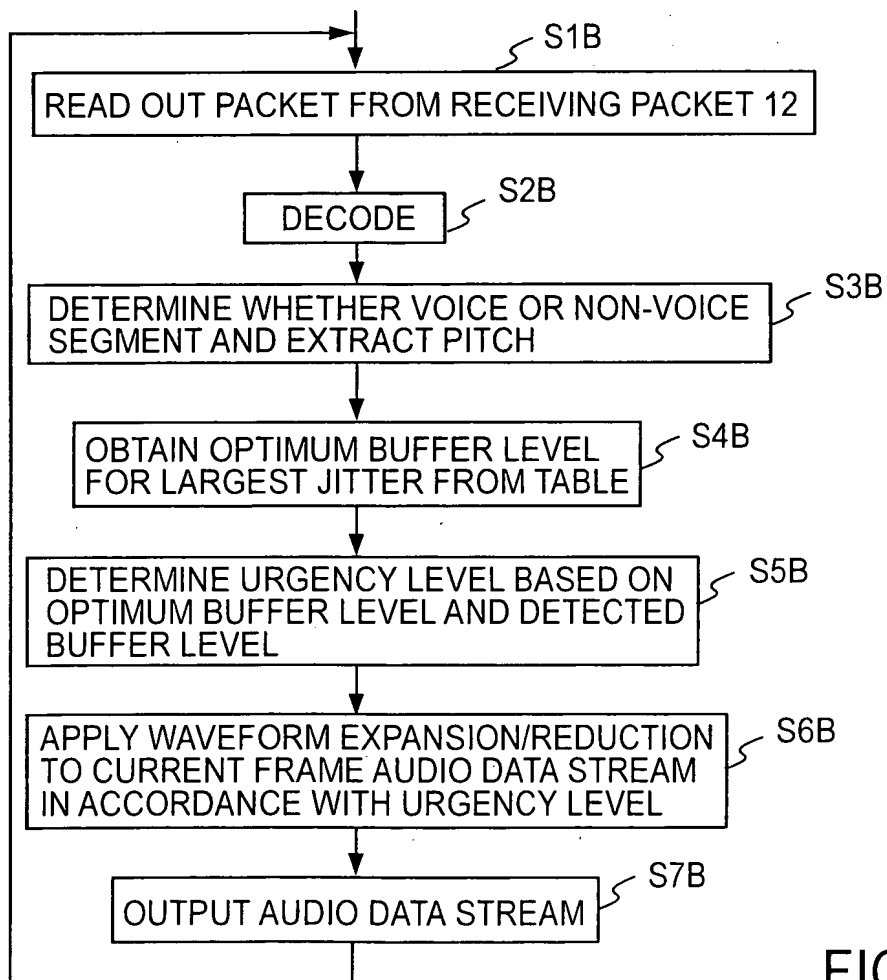 S1B
READ OUT PACKET FROM RECEIVING PACKET 12
S2B
DECODE
S3B
DETERMINE WHETHER VOICE OR NON-VOICE
SEGMENT AND EXTRACT PITCH
S4B
OBTAIN OPTIMUM BUFFER LEVEL
FOR LARGEST JITTER FROM TABLE
S5B
DETERMINE URGENCY LEVEL BASED ON
OPTIMUM BUFFER LEVEL AND DETECTED
BUFFER LEVEL
S6B
APPLY WAVEFORM EXPANSION/REDUCTION
TO CURRENT FRAME AUDIO DATA STREAM
IN ACCORDANCE WITH URGENCY LEVEL
S7B
OUTPUT AUDIO DATA STREAM